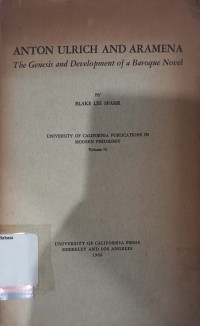 ANTON ULRICH AND ARAMENA
The Genesis and Development of a Baroque Novel
BY
BLAKE LEE SPAHR
UNIVERSITY OF CALIFORNIA PUBLICATIONS IN
MODERN PHILOLOGY
Volume
UNIVERSITY OF CALIFORNIA PRESS
BERKELEY AND LOS ANGELES